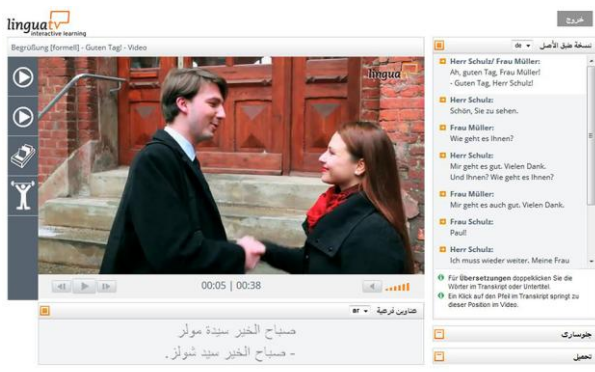 linguatv
interactive learning
خروج
Begrüßung [formell] - Guten Tag! - Video
lingua
00:05 | 00:38
عناوين فرعية ar
صباح الخير سيدة مولر
- صباح الخير سيد شولز.
نسخة طبق الأصل de
Herr Schulz/ Frau Müller:
Ah, guten Tag, Frau Müller!
- Guten Tag, Herr Schulz!
Herr Schulz:
Schön, Sie zu sehen.
Frau Müller:
Wie geht es Ihnen?
Herr Schulz:
Mir geht es gut. Vielen Dank.
Und Ihnen? Wie geht es Ihnen?
Frau Müller:
Mir geht es auch gut. Vielen Dank.
Frau Schulz:
Paul!
Herr Schulz:
Ich muss wieder weiter. Meine Frau
Für Übersetzungen doppelklicken Sie die
Wörter im Transkript oder Untertitel.
Ein Klick auf den Pfeil im Transkript springt zu
dieser Position im Video.
جلوسارى
تحميل